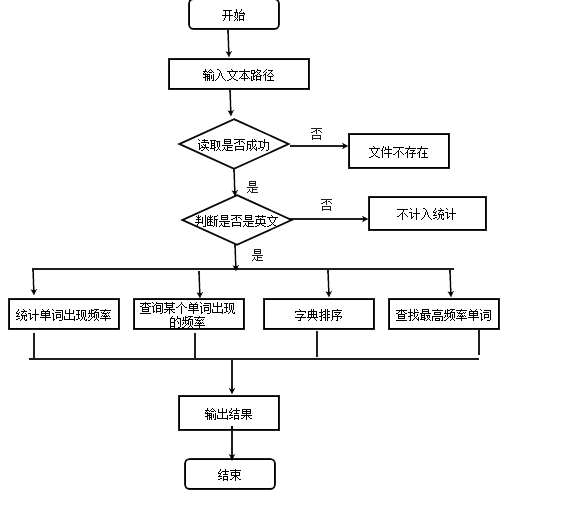 开始
输入文本路径
读取是否成功
否
文件不存在
是
判断是否是英文
否
不计入统计
是
统计单词出现频率
查询某个单词出现
的频率
字典排序
查找最高频率单词
输出结果
结束